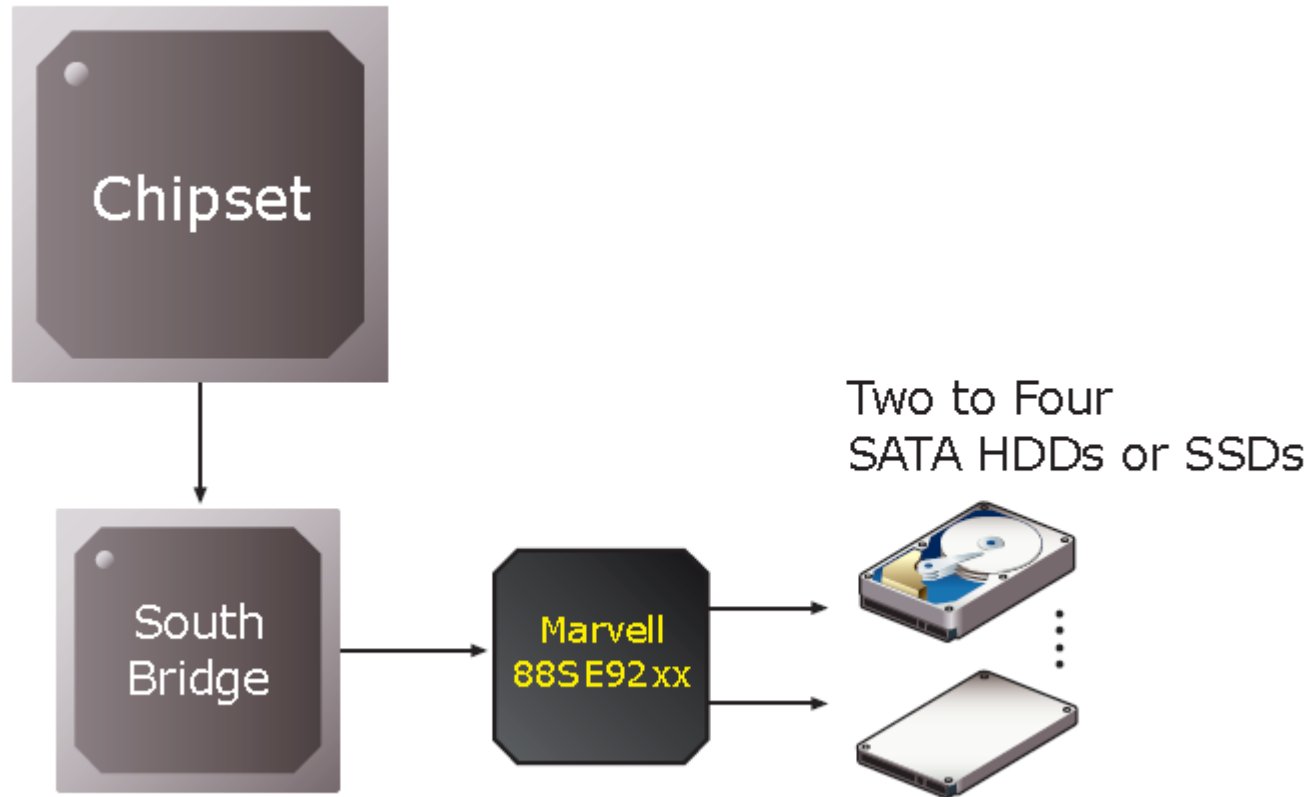 Chipset
Two to Four
SATA HDDs or SSDs
South
Bridge
Marvell
88SE92xx